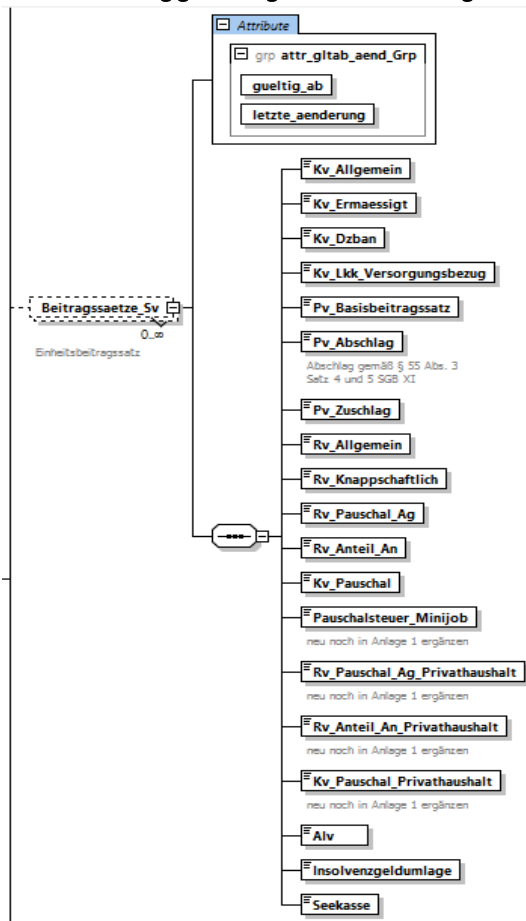 Attribute
grp attr_gltab_aend_Grp
gueltig_ab
letzte_aenderung
Beitragssaetze_Sv
0..∞
Einheitsbeitragssatz
Kv_Allgemein
Kv_Ermaessigt
Kv_Dzban
Kv_Lkk_Versorgungsbezug
Pv_Basisbeitragssatz
Pv_Abschlag
Abschlag gemäß § 55 Abs. 3
Satz 4 und 5 SGB XI
Pv_Zuschlag
Rv_Allgemein
Rv_Knappschaftlich
Rv_Pauschal_Ag
Rv_Anteil_An
Kv_Pauschal
Pauschalsteuer_Minijob
neu noch in Anlage 1 ergänzen
Rv_Pauschal_Ag_Privathaushalt
neu noch in Anlage 1 ergänzen
Rv_Anteil_An_Privathaushalt
neu noch in Anlage 1 ergänzen
Kv_Pauschal_Privathaushalt
neu noch in Anlage 1 ergänzen
Alv
Insolvenzgeldumlage
Seekasse